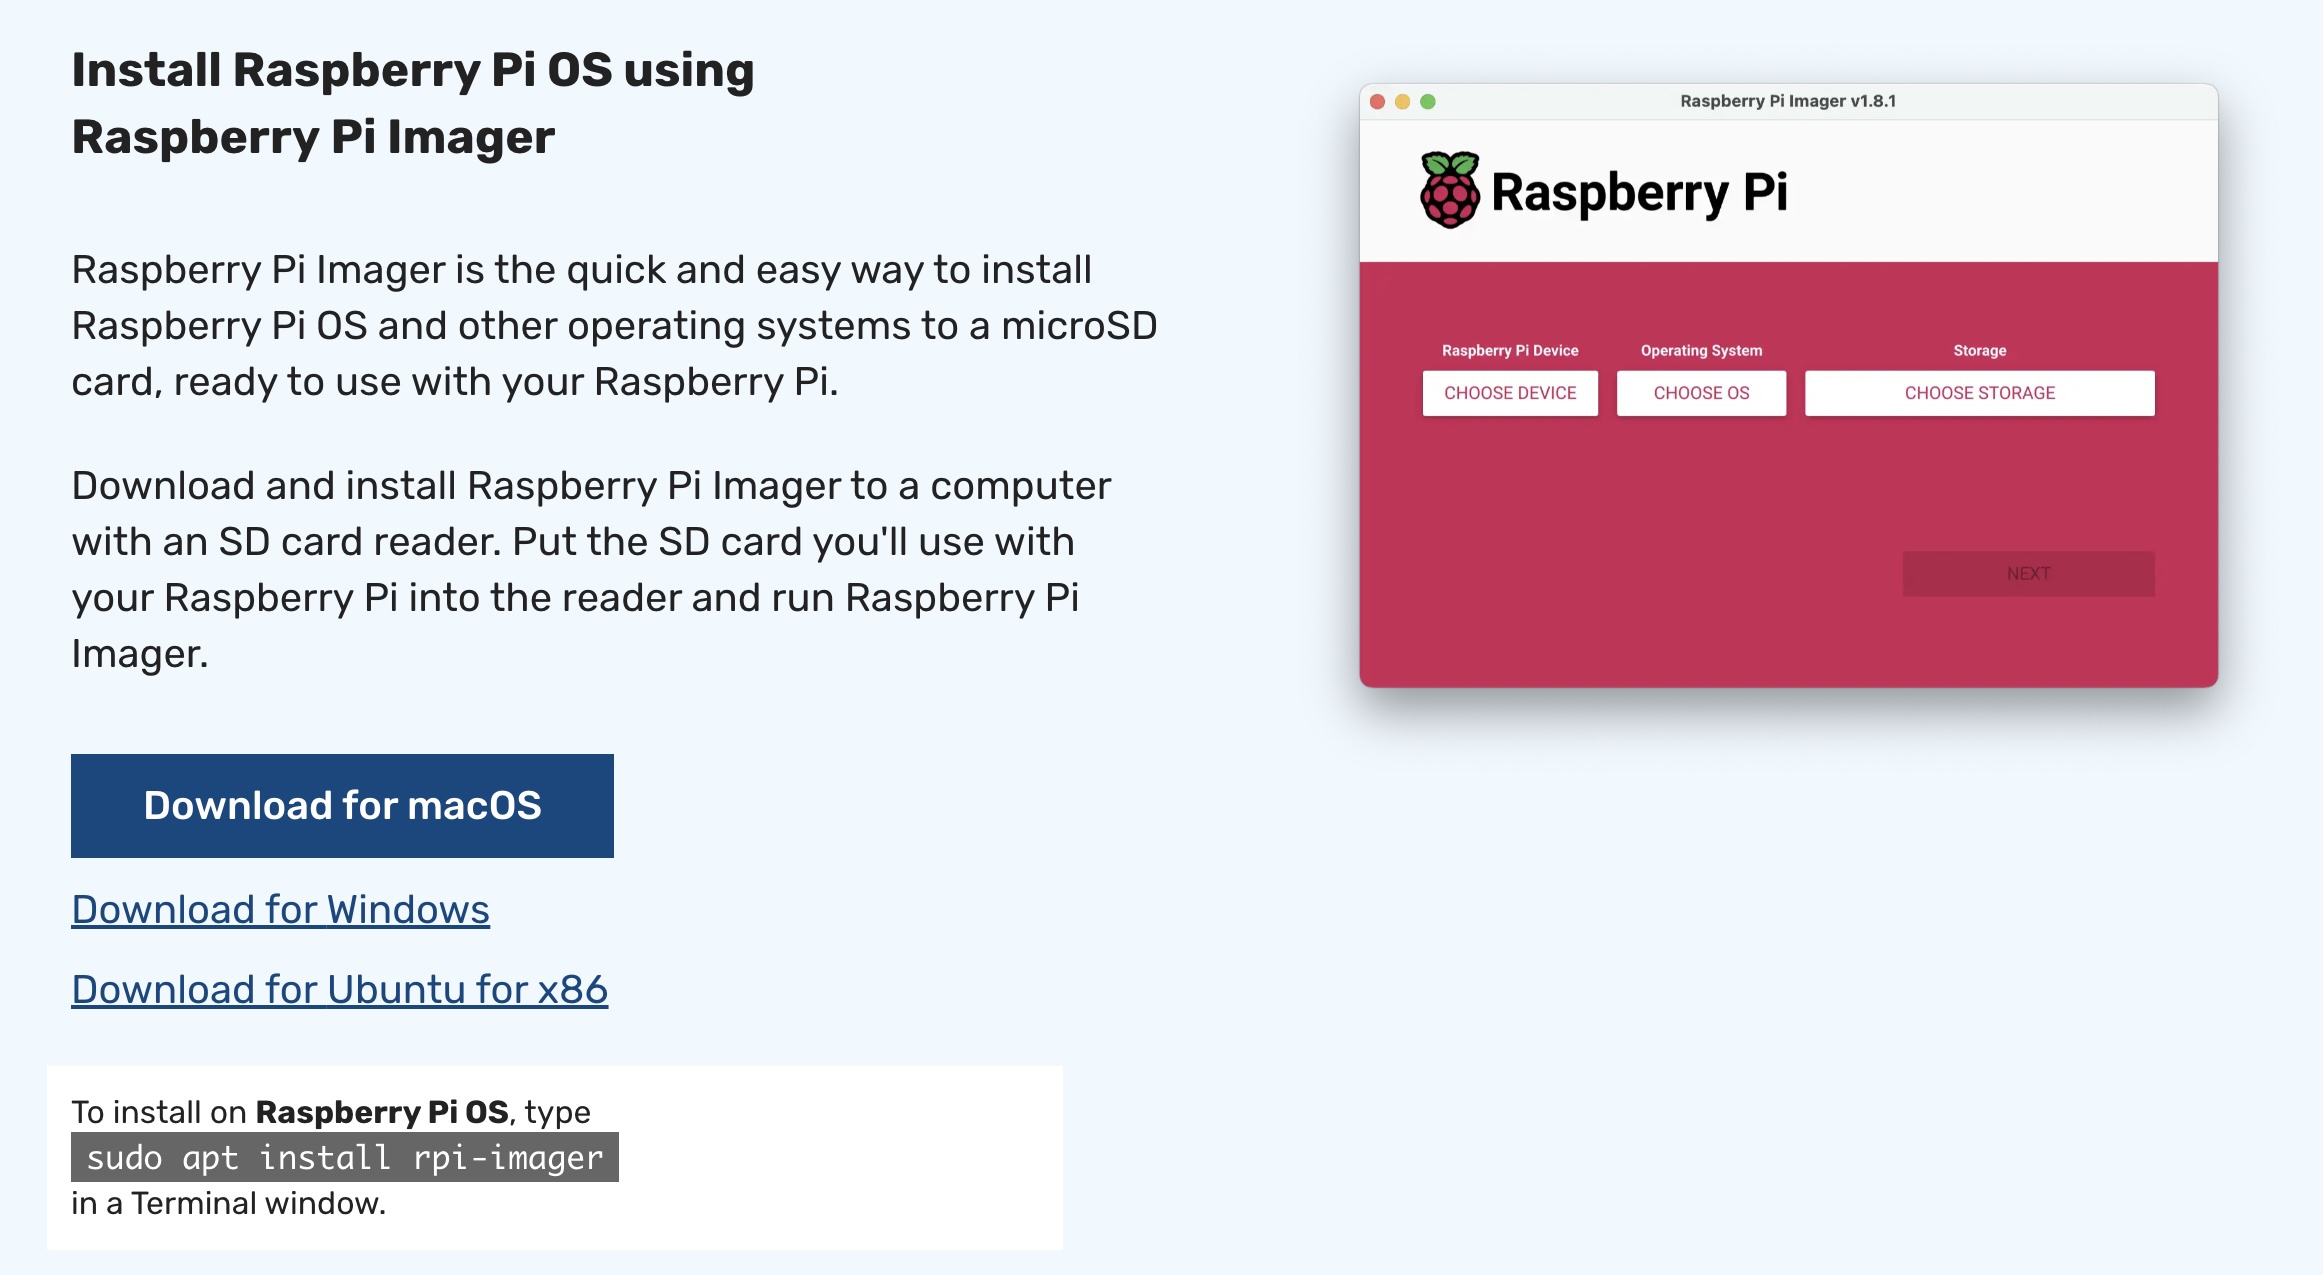 Install Raspberry Pi OS using
Raspberry Pi Imager
Raspberry Pi Imager is the quick and easy way to install
Raspberry Pi OS and other operating systems to a microSD
card, ready to use with your Raspberry Pi.
Download and install Raspberry Pi Imager to a computer
with an SD card reader. Put the SD card you'll use with
your Raspberry Pi into the reader and run Raspberry Pi
Imager.
Download for macOS
Download for Windows
Download for Ubuntu for x86
To install on Raspberry Pi OS, type
sudo apt install rpi-imager
in a Terminal window.
Raspberry Pi Imager v1.8.1
Raspberry Pi
Raspberry Pi Device
Operating System
Storage
CHOOSE DEVICE
CHOOSE OS
CHOOSE STORAGE
NEXT